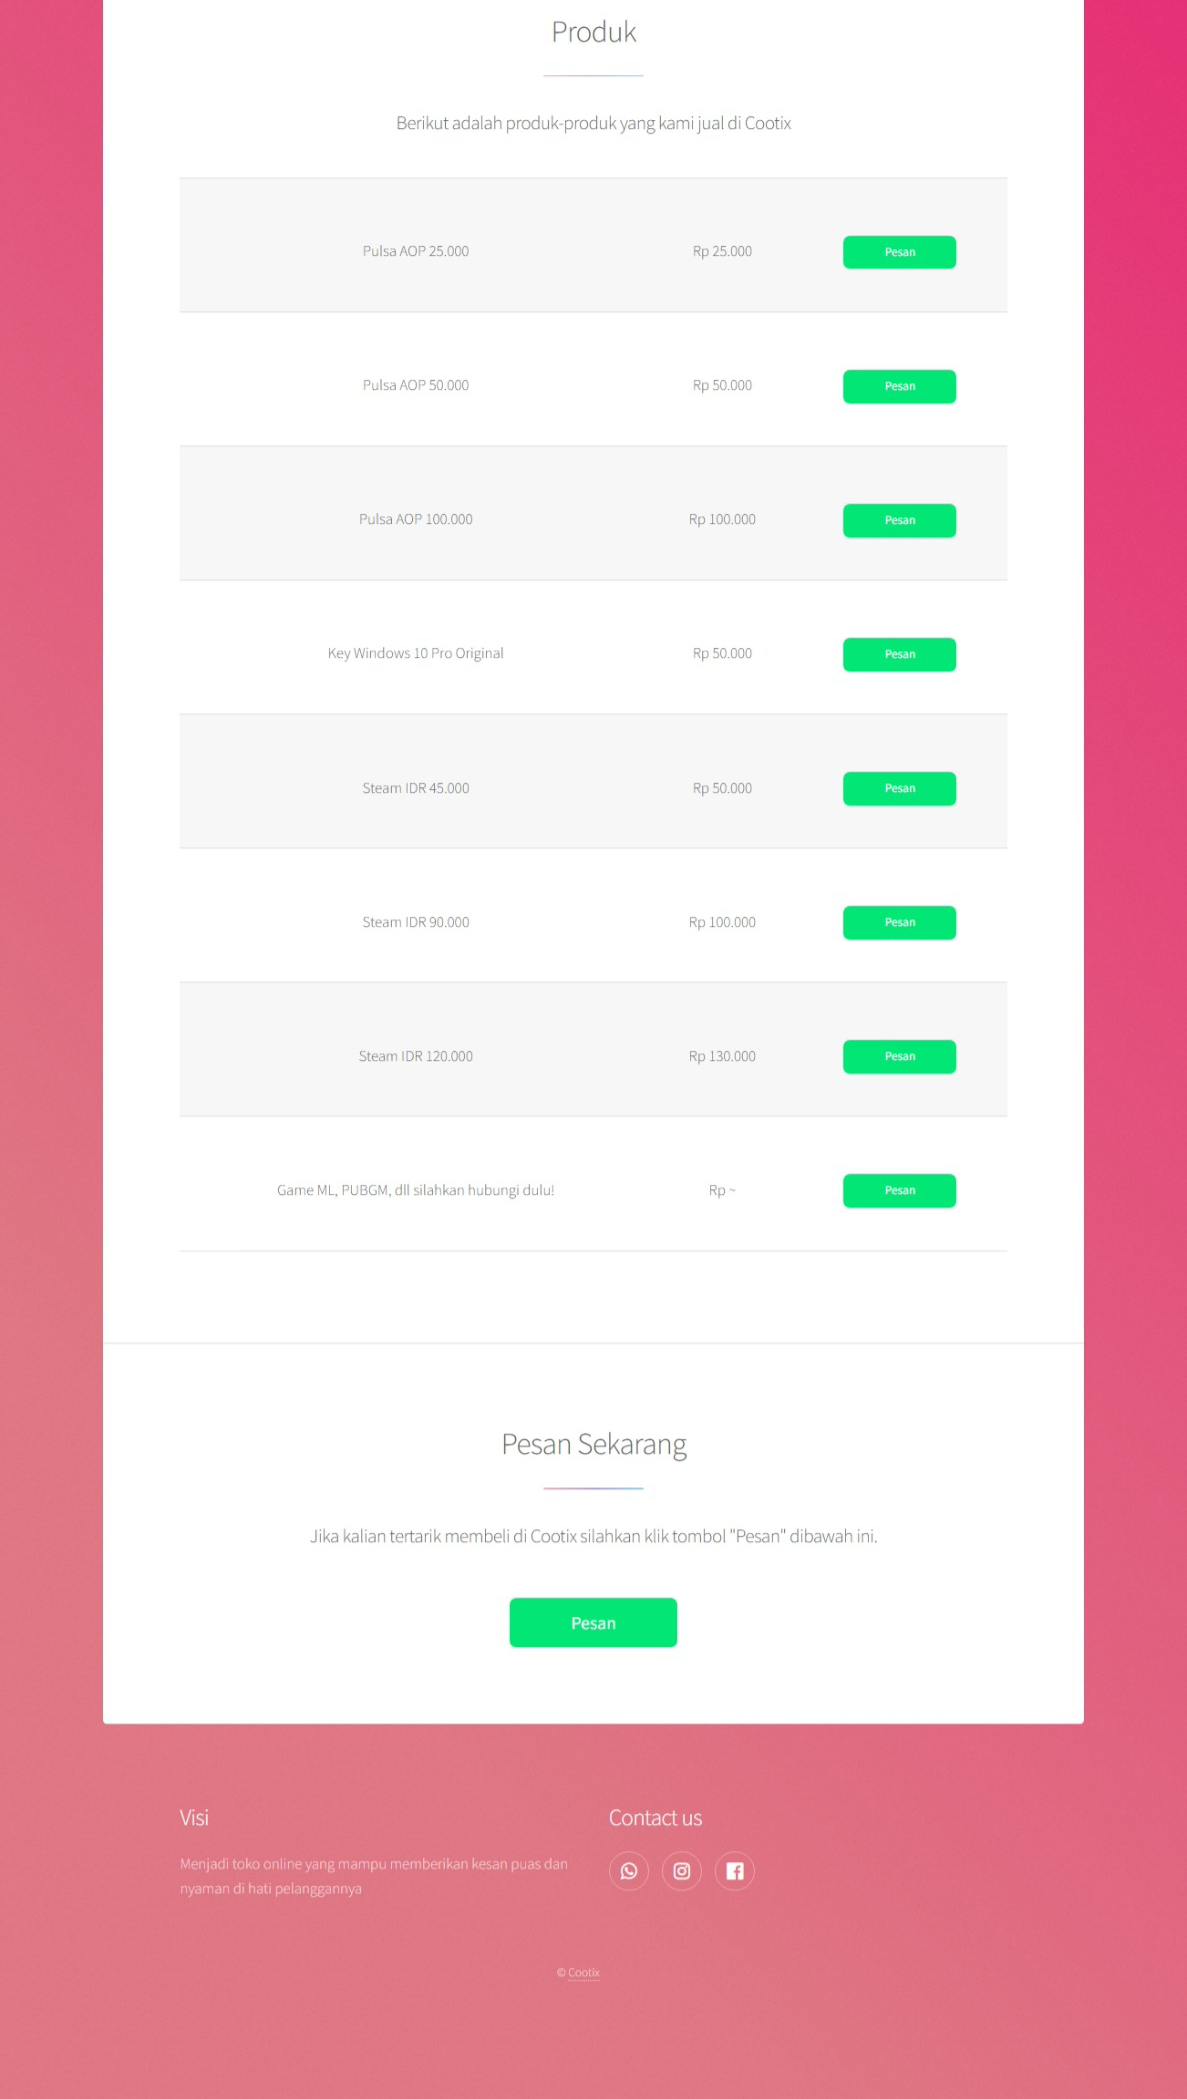 Produk
Berikut adalah produk-produk yang kami jual di Cootix
Pulsa AOP 25.000 Rp 25.000 Pesan
Pulsa AOP 50.000 Rp 50.000 Pesan
Pulsa AOP 100.000 Rp 100.000 Pesan
Key Windows 10 Pro Original Rp 50.000 Pesan
Steam IDR 45.000 Rp 50.000 Pesan
Steam IDR 90.000 Rp 100.000 Pesan
Steam IDR 120.000 Rp 130.000 Pesan
Game ML, PUBGM, dll silahkan hubungi dulu! Rp ~ Pesan
Pesan Sekarang
Jika kalian tertarik membeli di Cootix silahkan klik tombol "Pesan" dibawah ini.
Pesan
Visi
Menjadi toko online yang mampu memberikan kesan puas dan
nyaman di hati pelanggannya
Contact us
© Cootix